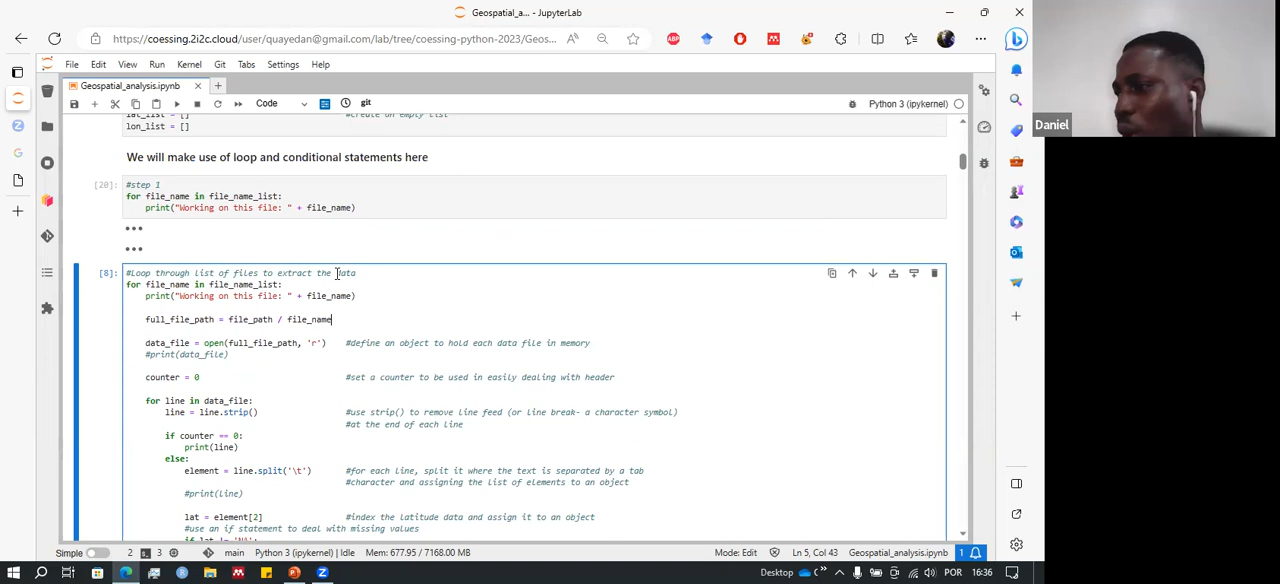 Geospatial_a... - JupyterLab
https://coessing.2i2c.cloud/user/quayedan@gmail.com/lab/tree/coessing-python-2023/Geos...
File Edit View Run Kernel Git Tabs Settings Help
Geospatial_analysis.ipynb
Code
git
Python 3 (ipykernel)
lat_list = [] #create an empty list
lon_list = []
We will make use of loop and conditional statements here
[20]: #step 1
for file_name in file_name_list:
print("Working on this file: " + file_name)
[8]: #Loop through list of files to extract the data
for file_name in file_name_list:
print("Working on this file: " + file_name)
full_file_path = file_path / file_name
data_file = open(full_file_path, 'r') #define an object to hold each data file in memory
#print(data_file)
counter = 0 #set a counter to be used in easily dealing with header
for line in data_file:
line = line.strip() #use strip() to remove line feed (or line break- a character symbol)
#at the end of each line
if counter == 0:
print(line)
else:
element = line.split('\t') #for each line, split it where the text is separated by a tab
#character and assigning the list of elements to an object
#print(line)
lat = element[2] #index the latitude data and assign it to an object
#use an if statement to deal with missing values
if lat != 'NA':
Simple 2 3 main Python 3 (ipykernel) | Idle Mem: 677.95 / 7168.00 MB Mode: Edit Ln 5, Col 43 Geospatial_analysis.ipynb 1
Desktop POR 16:36
Daniel